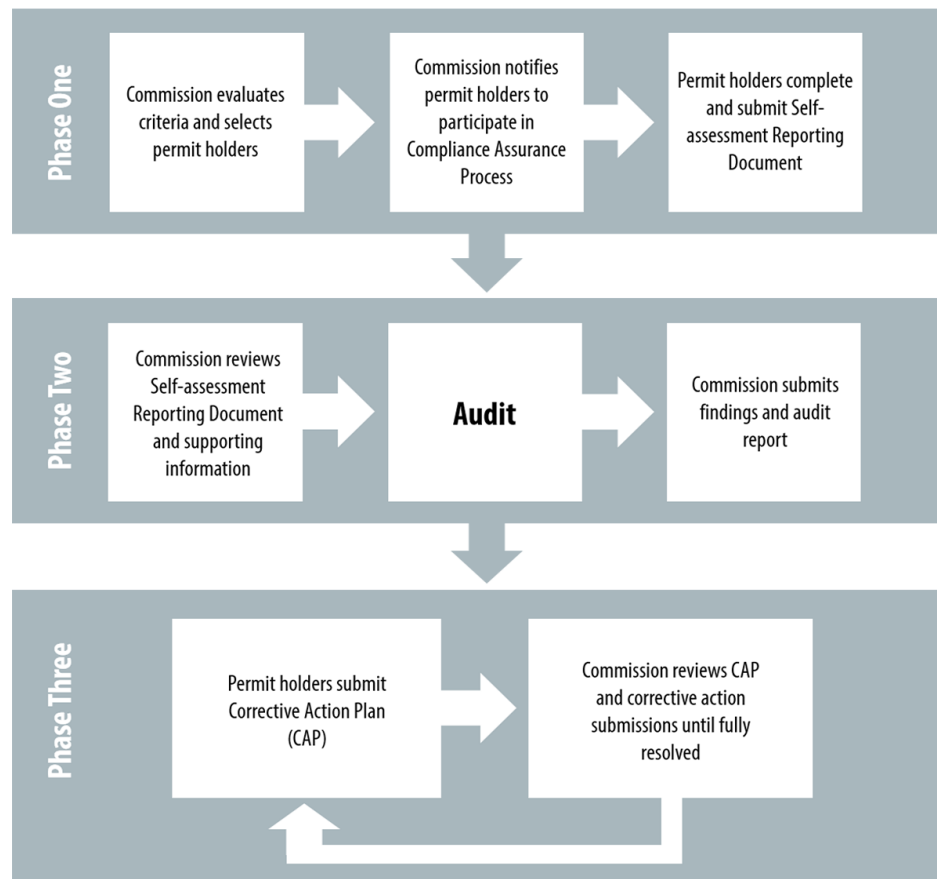 Phase One
Commission evaluates
criteria and selects
permit holders
Commission notifies
permit holders to
participate in
Compliance Assurance
Process
Permit holders complete
and submit Self-
assessment Reporting
Document
Phase Two
Commission reviews
Self-assessment
Reporting Document
and supporting
information
Audit
Commission submits
findings and audit
report
Phase Three
Permit holders submit
Corrective Action Plan
(CAP)
Commission reviews CAP
and corrective action
submissions until fully
resolved